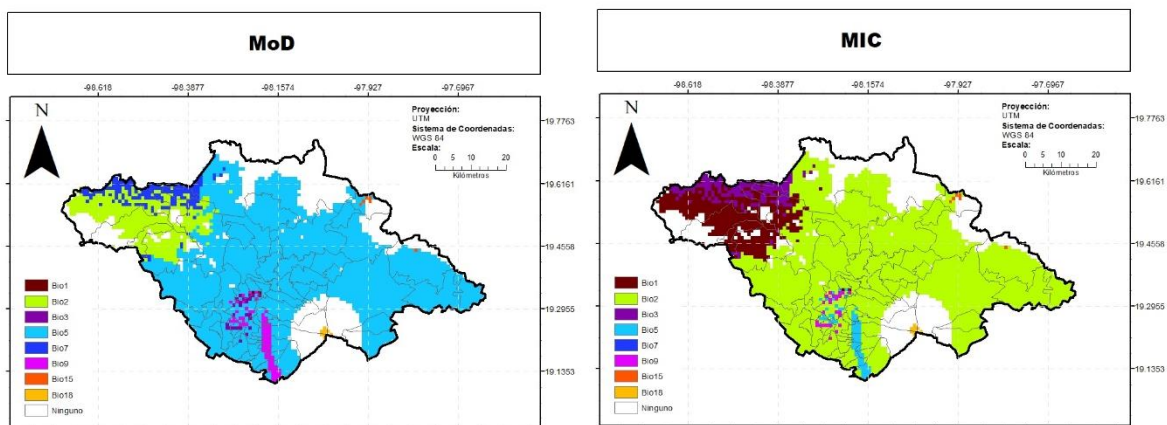 MoD
-98.618 -98.3877 -98.1574 -97.927 -97.6967
N
Proyección:
UTM
Sistema de Coordenadas:
WGS 84
Escala:
0 5 10 20
Kilómetros
19.7763
19.6161
19.4558
19.2955
19.1353
Bio1
Bio2
Bio3
Bio5
Bio7
Bio9
Bio15
Bio18
Ninguno
MIC
-98.618 -98.3877 -98.1574 -97.927 -97.6967
N
Proyección:
UTM
Sistema de Coordenadas:
WGS 84
Escala:
0 5 10 20
Kilómetros
19.7763
19.6161
19.4558
19.2955
19.1353
Bio1
Bio2
Bio3
Bio5
Bio7
Bio9
Bio15
Bio18
Ninguno